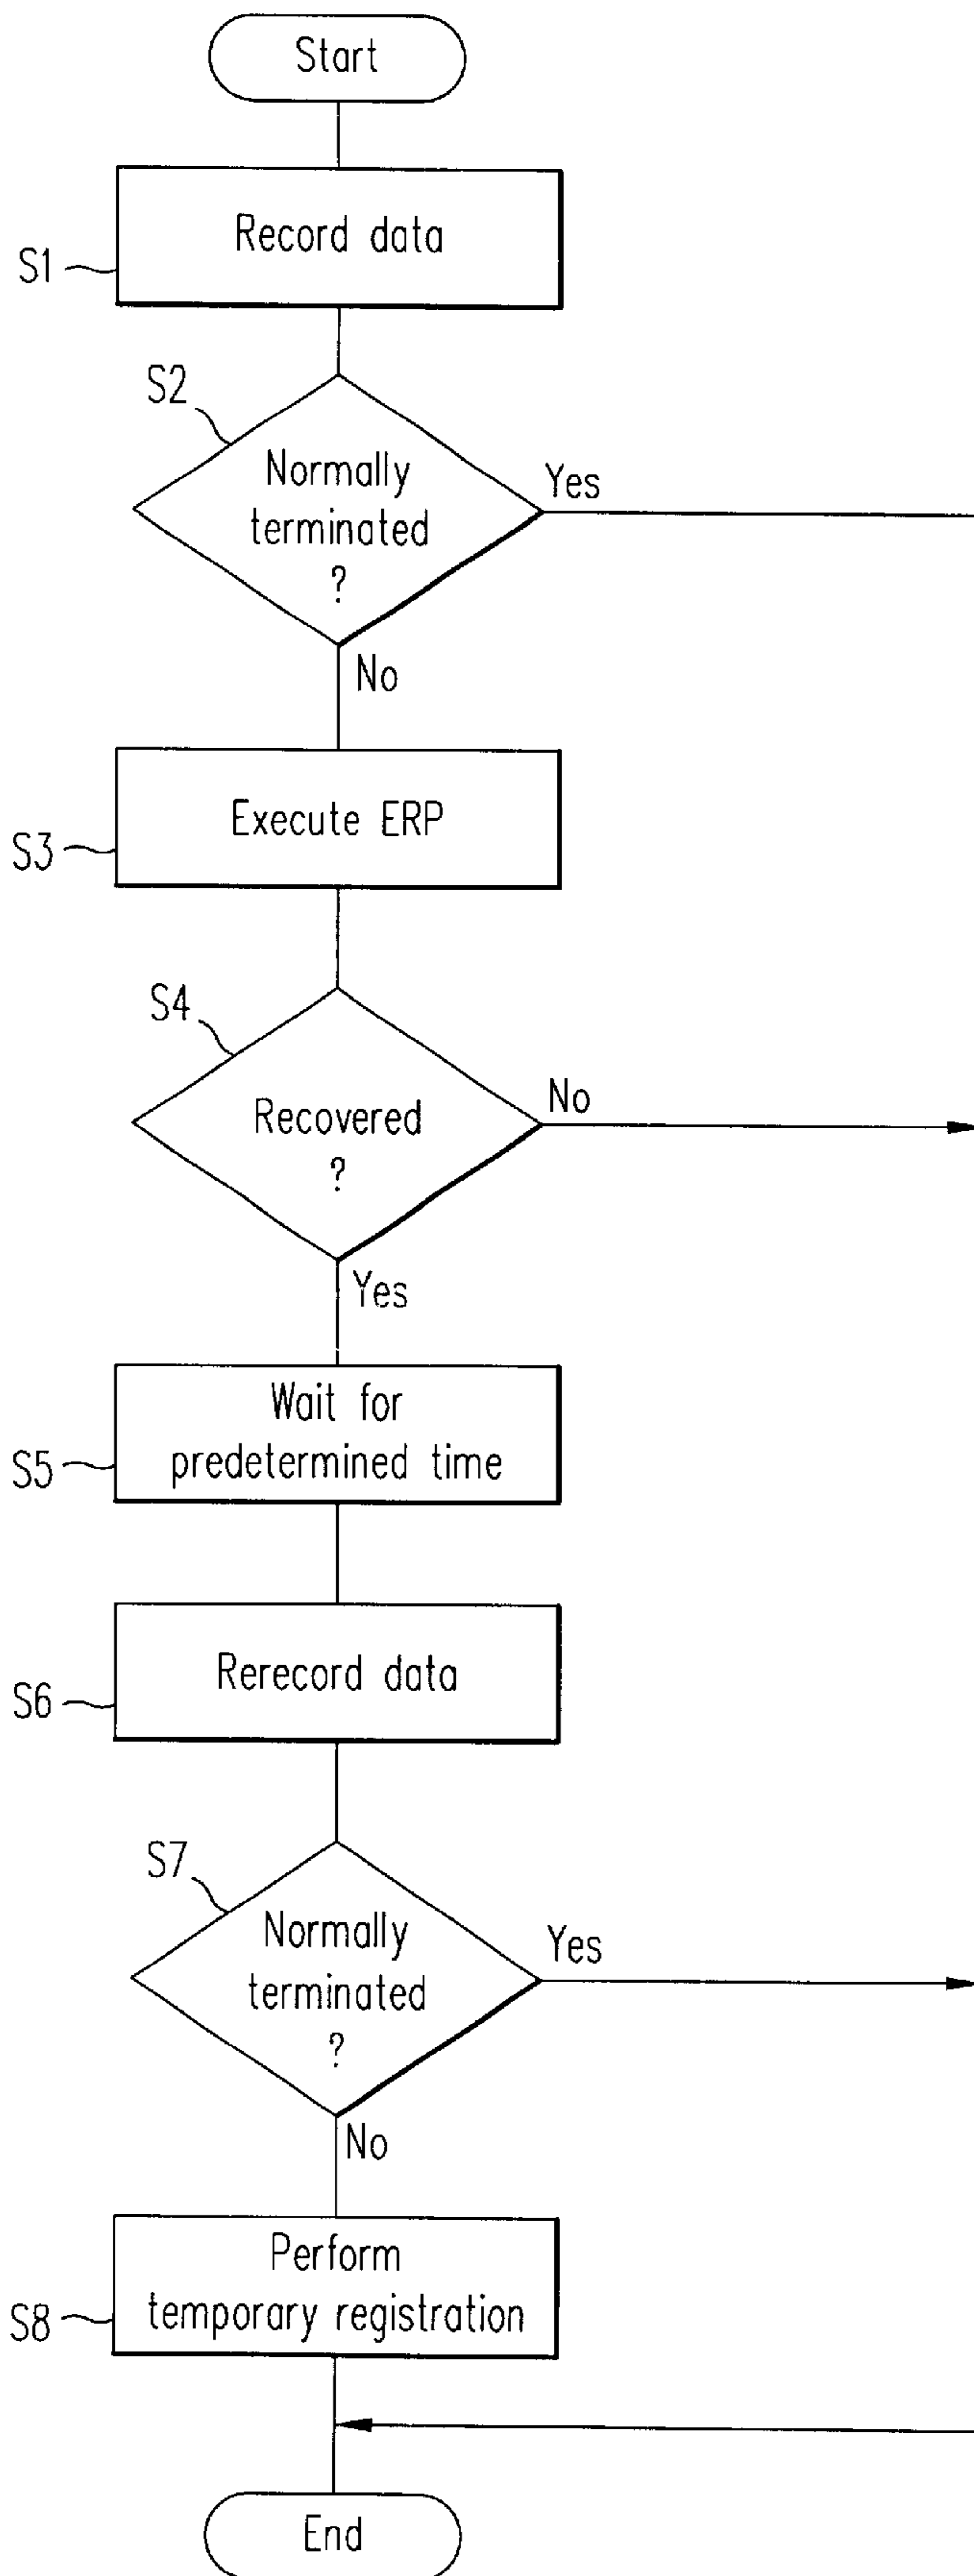 Start
Record data
S1
S2
Normally
terminated
?
Yes
No
Execute ERP
S3
S4
Recovered
?
No
Yes
Wait for
predetermined time
S5
Rerecord data
S6
S7
Normally
terminated
?
Yes
No
Perform
temporary registration
S8
End